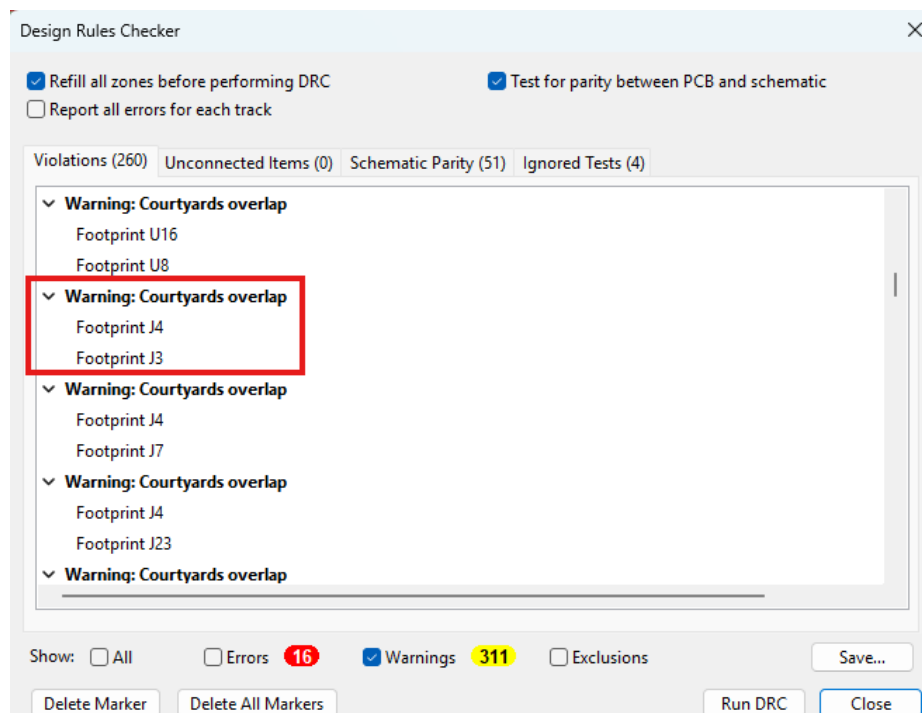 Design Rules Checker
Refill all zones before performing DRC
Test for parity between PCB and schematic
Report all errors for each track
Violations (260) Unconnected Items (0) Schematic Parity (51) Ignored Tests (4)
Warning: Courtyards overlap
Footprint U16
Footprint U8
Warning: Courtyards overlap
Footprint J4
Footprint J3
Warning: Courtyards overlap
Footprint J4
Footprint J7
Warning: Courtyards overlap
Footprint J4
Footprint J23
Warning: Courtyards overlap
Show: All Errors 16 Warnings 311 Exclusions Save...
Delete Marker Delete All Markers Run DRC Close